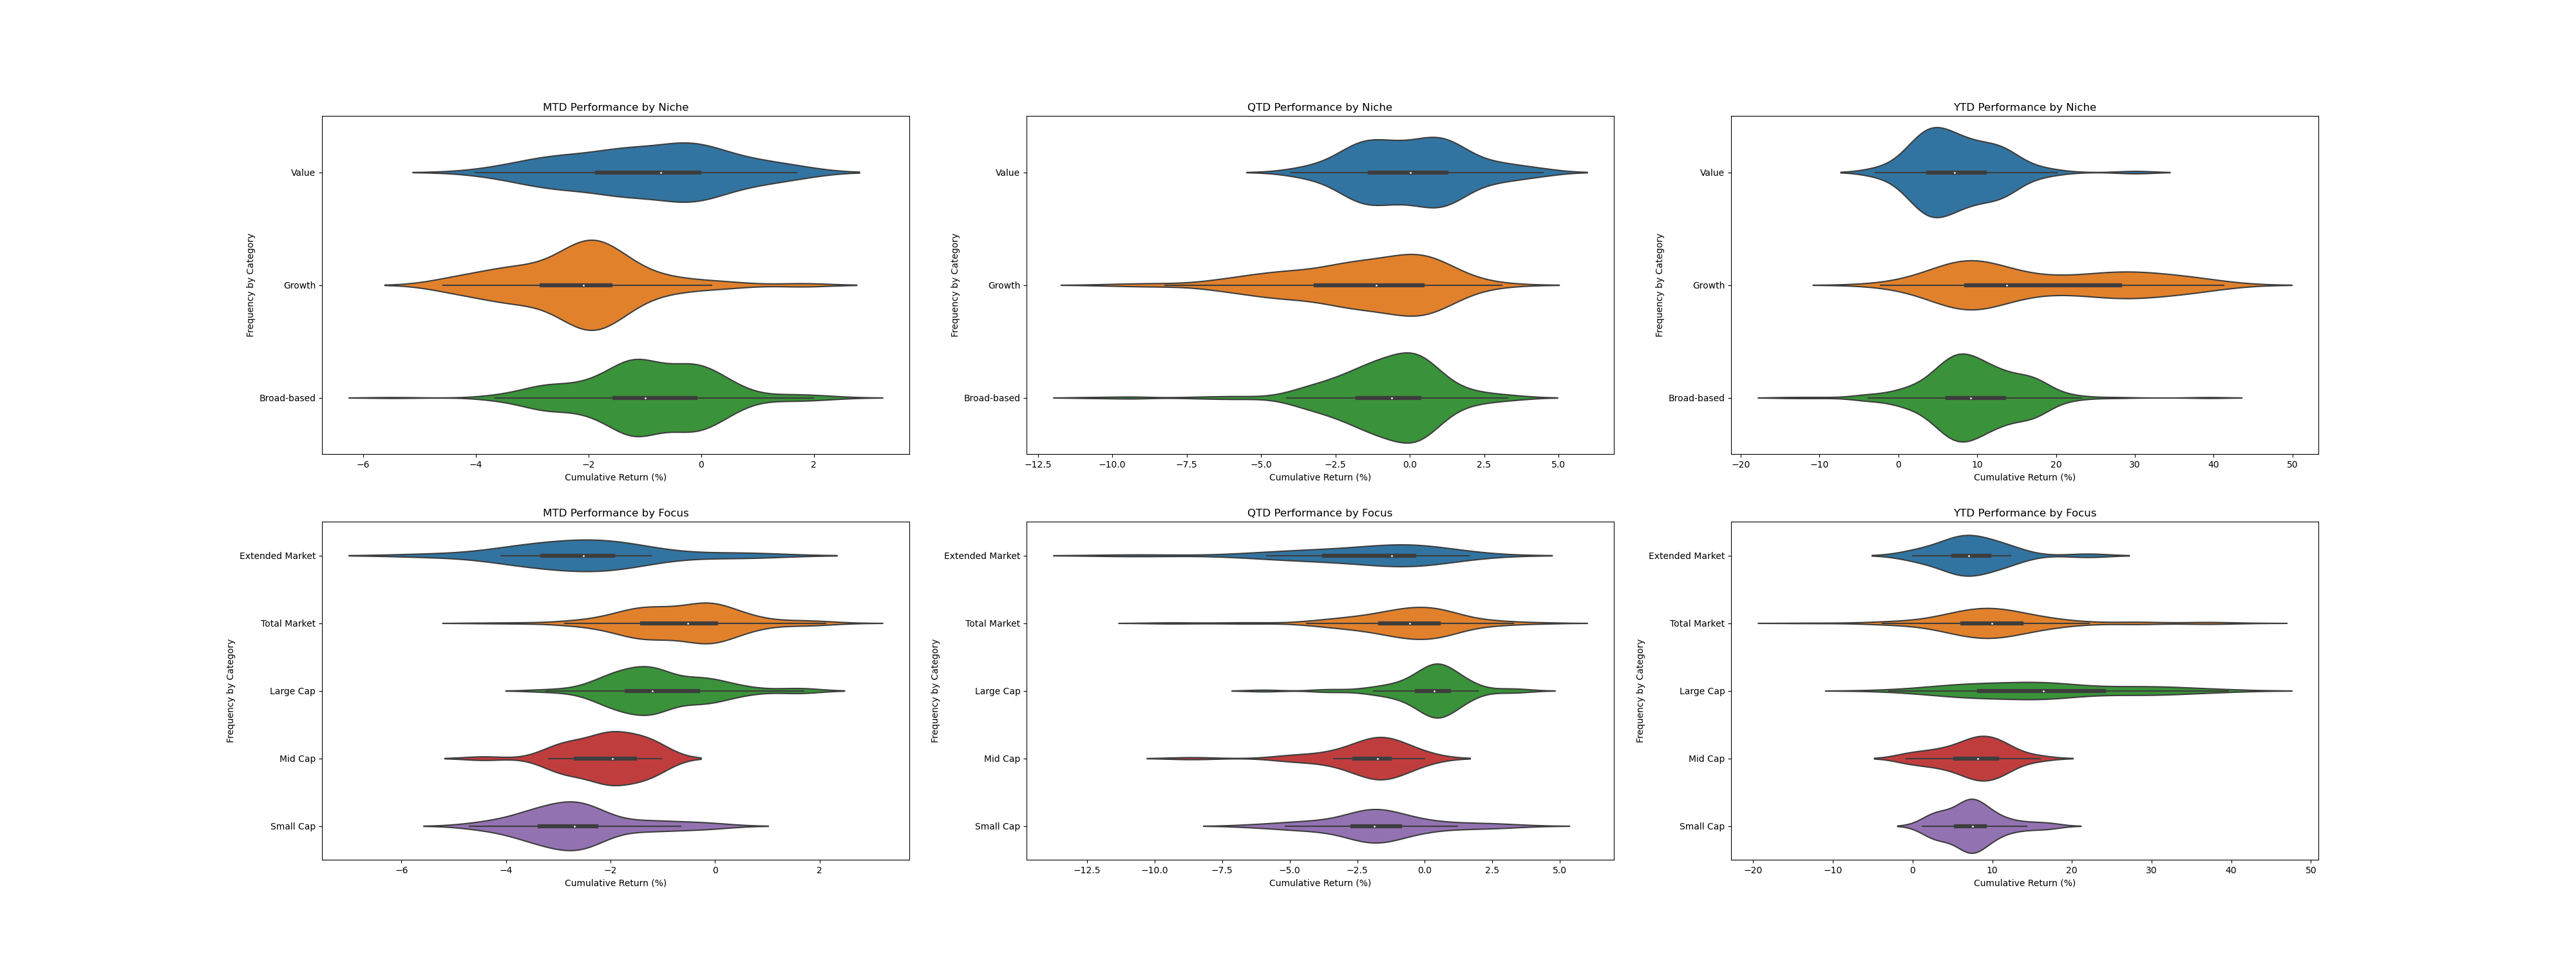 MTD Performance by Niche
Frequency by Category
Value
Growth
Broad-based
−6 −4 −2 0 2
Cumulative Return (%)
QTD Performance by Niche
Frequency by Category
Value
Growth
Broad-based
−12.5 −10.0 −7.5 −5.0 −2.5 0.0 2.5 5.0
Cumulative Return (%)
YTD Performance by Niche
Frequency by Category
Value
Growth
Broad-based
−20 −10 0 10 20 30 40 50
Cumulative Return (%)
MTD Performance by Focus
Frequency by Category
Extended Market
Total Market
Large Cap
Mid Cap
Small Cap
−6 −4 −2 0 2
Cumulative Return (%)
QTD Performance by Focus
Frequency by Category
Extended Market
Total Market
Large Cap
Mid Cap
Small Cap
−12.5 −10.0 −7.5 −5.0 −2.5 0.0 2.5 5.0
Cumulative Return (%)
YTD Performance by Focus
Frequency by Category
Extended Market
Total Market
Large Cap
Mid Cap
Small Cap
−20 −10 0 10 20 30 40 50
Cumulative Return (%)